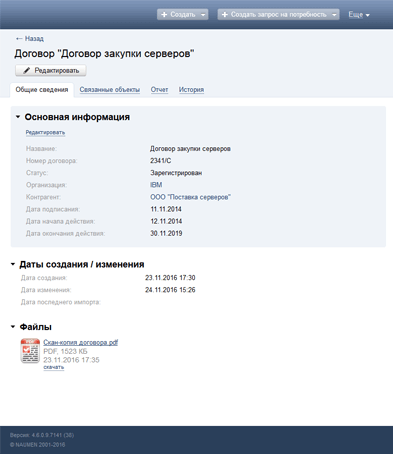 Создать
Создать запрос на потребность
Еще
← Назад
Договор "Договор закупки серверов"
Редактировать
Общие сведения
Связанные объекты
Отчет
История
Основная информация
Редактировать
Название: Договор закупки серверов
Номер договора: 2341/С
Статус: Зарегистрирован
Организация: IBM
Контрагент: ООО "Поставка серверов"
Дата подписания: 11.11.2014
Дата начала действия: 12.11.2014
Дата окончания действия: 30.11.2019
Даты создания / изменения
Дата создания: 23.11.2016 17:30
Дата изменения: 24.11.2016 15:26
Дата последнего импорта:
Файлы
Скан-копия договора.pdf
PDF, 1523 КБ
23.11.2016 17:35
скачать
Версия: 4.6.0.9.7141 (38)
© NAUMEN 2001-2016